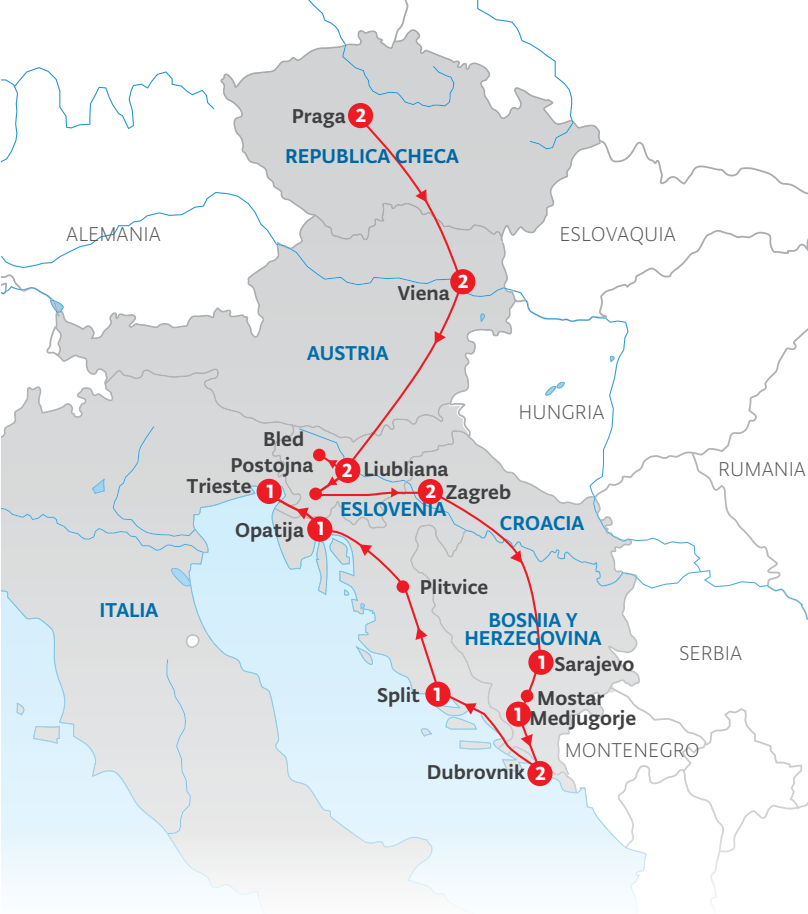 Praga 2
REPUBLICA CHECA
ALEMANIA
ESLOVAQUIA
Viena 2
AUSTRIA
HUNGRIA
Bled
Postojna
2 Liubliana
RUMANIA
Trieste 1
2 Zagreb
ESLOVENIA
CROACIA
Opatija 1
Plitvice
ITALIA
BOSNIA Y
HERZEGOVINA
SERBIA
1 Sarajevo
Split 1
Mostar
1 Medjugorje
MONTENEGRO
Dubrovnik 2